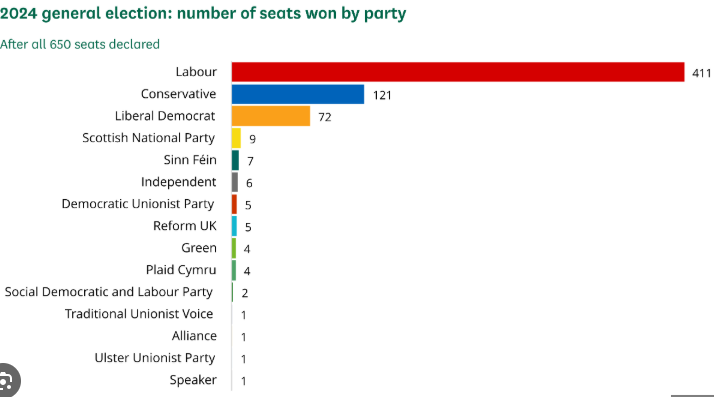 2024 general election: number of seats won by party
After all 650 seats declared
Labour 411
Conservative 121
Liberal Democrat 72
Scottish National Party 9
Sinn Féin 7
Independent 6
Democratic Unionist Party 5
Reform UK 5
Green 4
Plaid Cymru 4
Social Democratic and Labour Party 2
Traditional Unionist Voice 1
Alliance 1
Ulster Unionist Party 1
Speaker 1